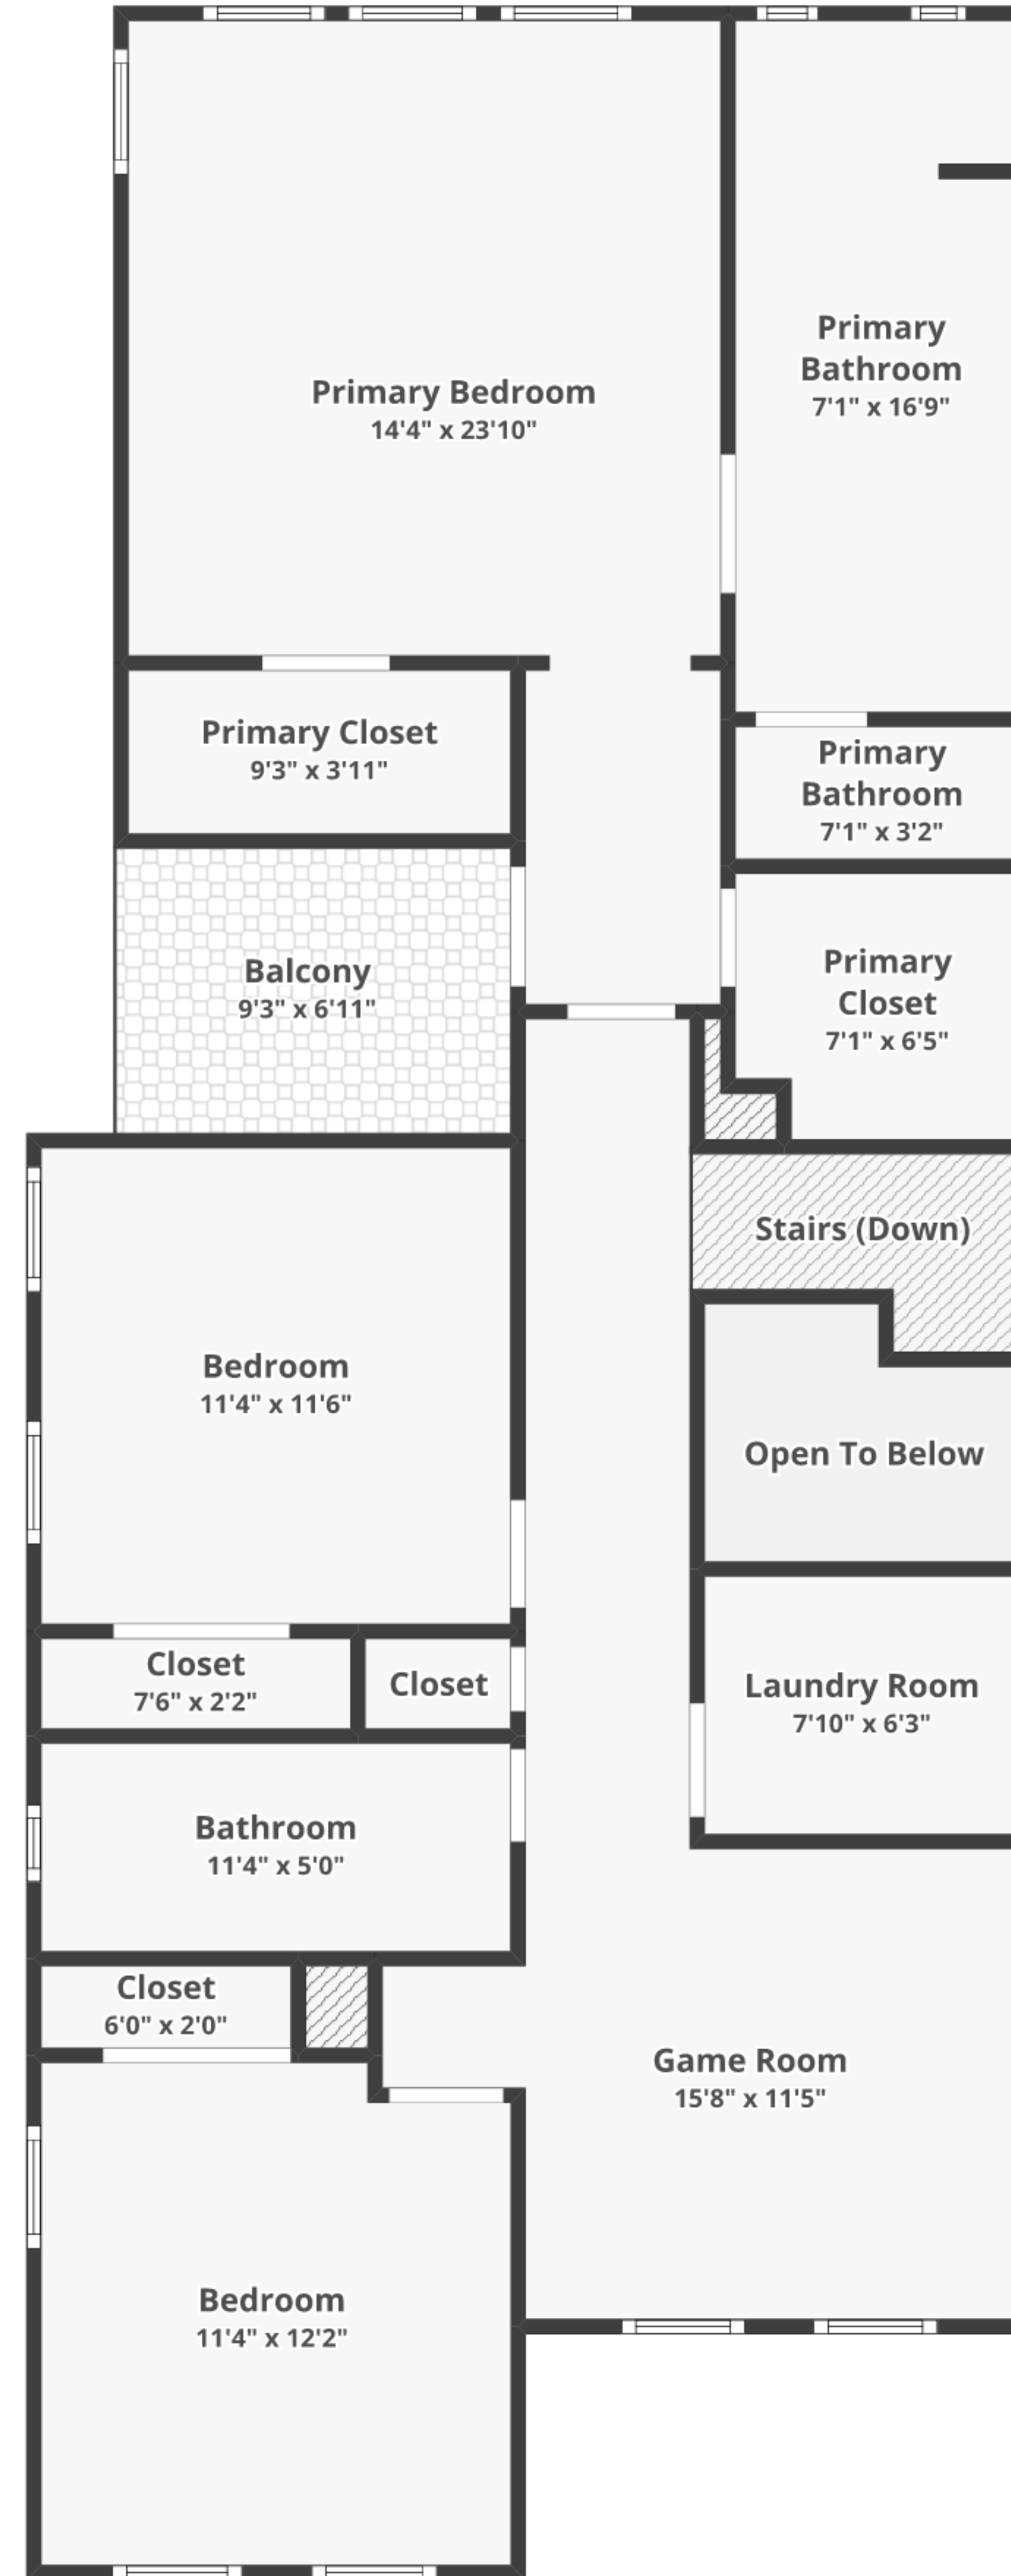 Primary
Bathroom
7'1" x 16'9"
Primary Bedroom
14'4" x 23'10"
Primary Closet
9'3" x 3'11"
Primary
Bathroom
7'1" x 3'2"
Balcony
9'3" x 6'11"
Primary
Closet
7'1" x 6'5"
Stairs (Down)
Bedroom
11'4" x 11'6"
Open To Below
Closet
7'6" x 2'2"
Closet
Laundry Room
7'10" x 6'3"
Bathroom
11'4" x 5'0"
Closet
6'0" x 2'0"
Game Room
15'8" x 11'5"
Bedroom
11'4" x 12'2"